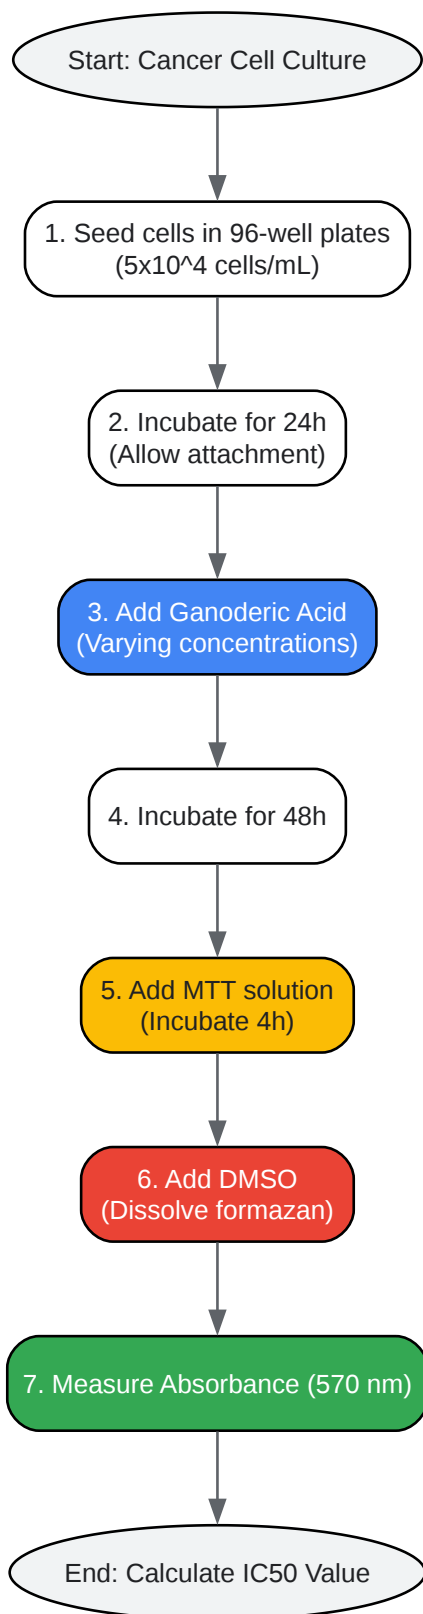 Start: Cancer Cell Culture
1. Seed cells in 96-well plates
(5x10^4 cells/mL)
2. Incubate for 24h
(Allow attachment)
3. Add Ganoderic Acid
(Varying concentrations)
4. Incubate for 48h
5. Add MTT solution
(Incubate 4h)
6. Add DMSO
(Dissolve formazan)
7. Measure Absorbance (570 nm)
End: Calculate IC50 Value